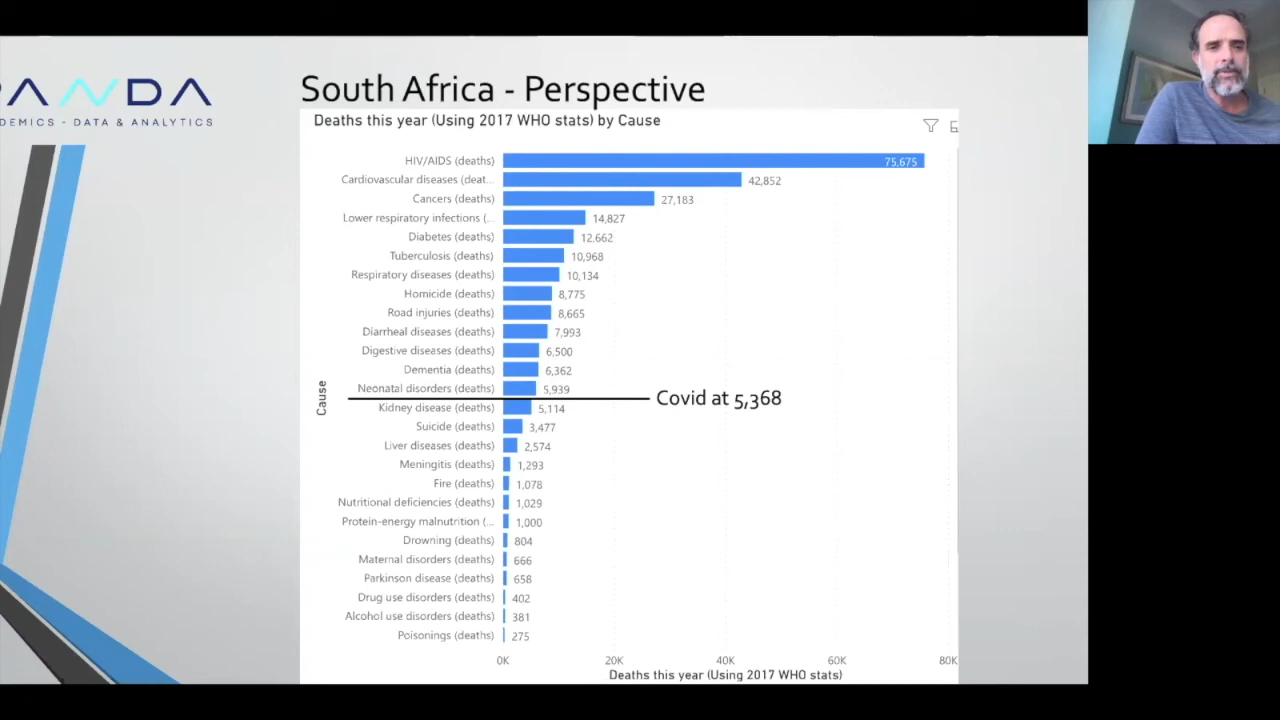 PANDA
DEMICS - DATA & ANALYTICS
South Africa - Perspective
Deaths this year (Using 2017 WHO stats) by Cause
HIV/AIDS (deaths) 75,675
Cardiovascular diseases (deat... 42,852
Cancers (deaths) 27,183
Lower respiratory infections (... 14,827
Diabetes (deaths) 12,662
Tuberculosis (deaths) 10,968
Respiratory diseases (deaths) 10,134
Homicide (deaths) 8,775
Road injuries (deaths) 8,665
Diarrheal diseases (deaths) 7,993
Digestive diseases (deaths) 6,500
Dementia (deaths) 6,362
Neonatal disorders (deaths) 5,939
Covid at 5,368
Kidney disease (deaths) 5,114
Suicide (deaths) 3,477
Liver diseases (deaths) 2,574
Meningitis (deaths) 1,293
Fire (deaths) 1,078
Nutritional deficiencies (deaths) 1,029
Protein-energy malnutrition (... 1,000
Drowning (deaths) 804
Maternal disorders (deaths) 666
Parkinson disease (deaths) 658
Drug use disorders (deaths) 402
Alcohol use disorders (deaths) 381
Poisonings (deaths) 275
Cause
0K 20K 40K 60K 80K
Deaths this year (Using 2017 WHO stats)